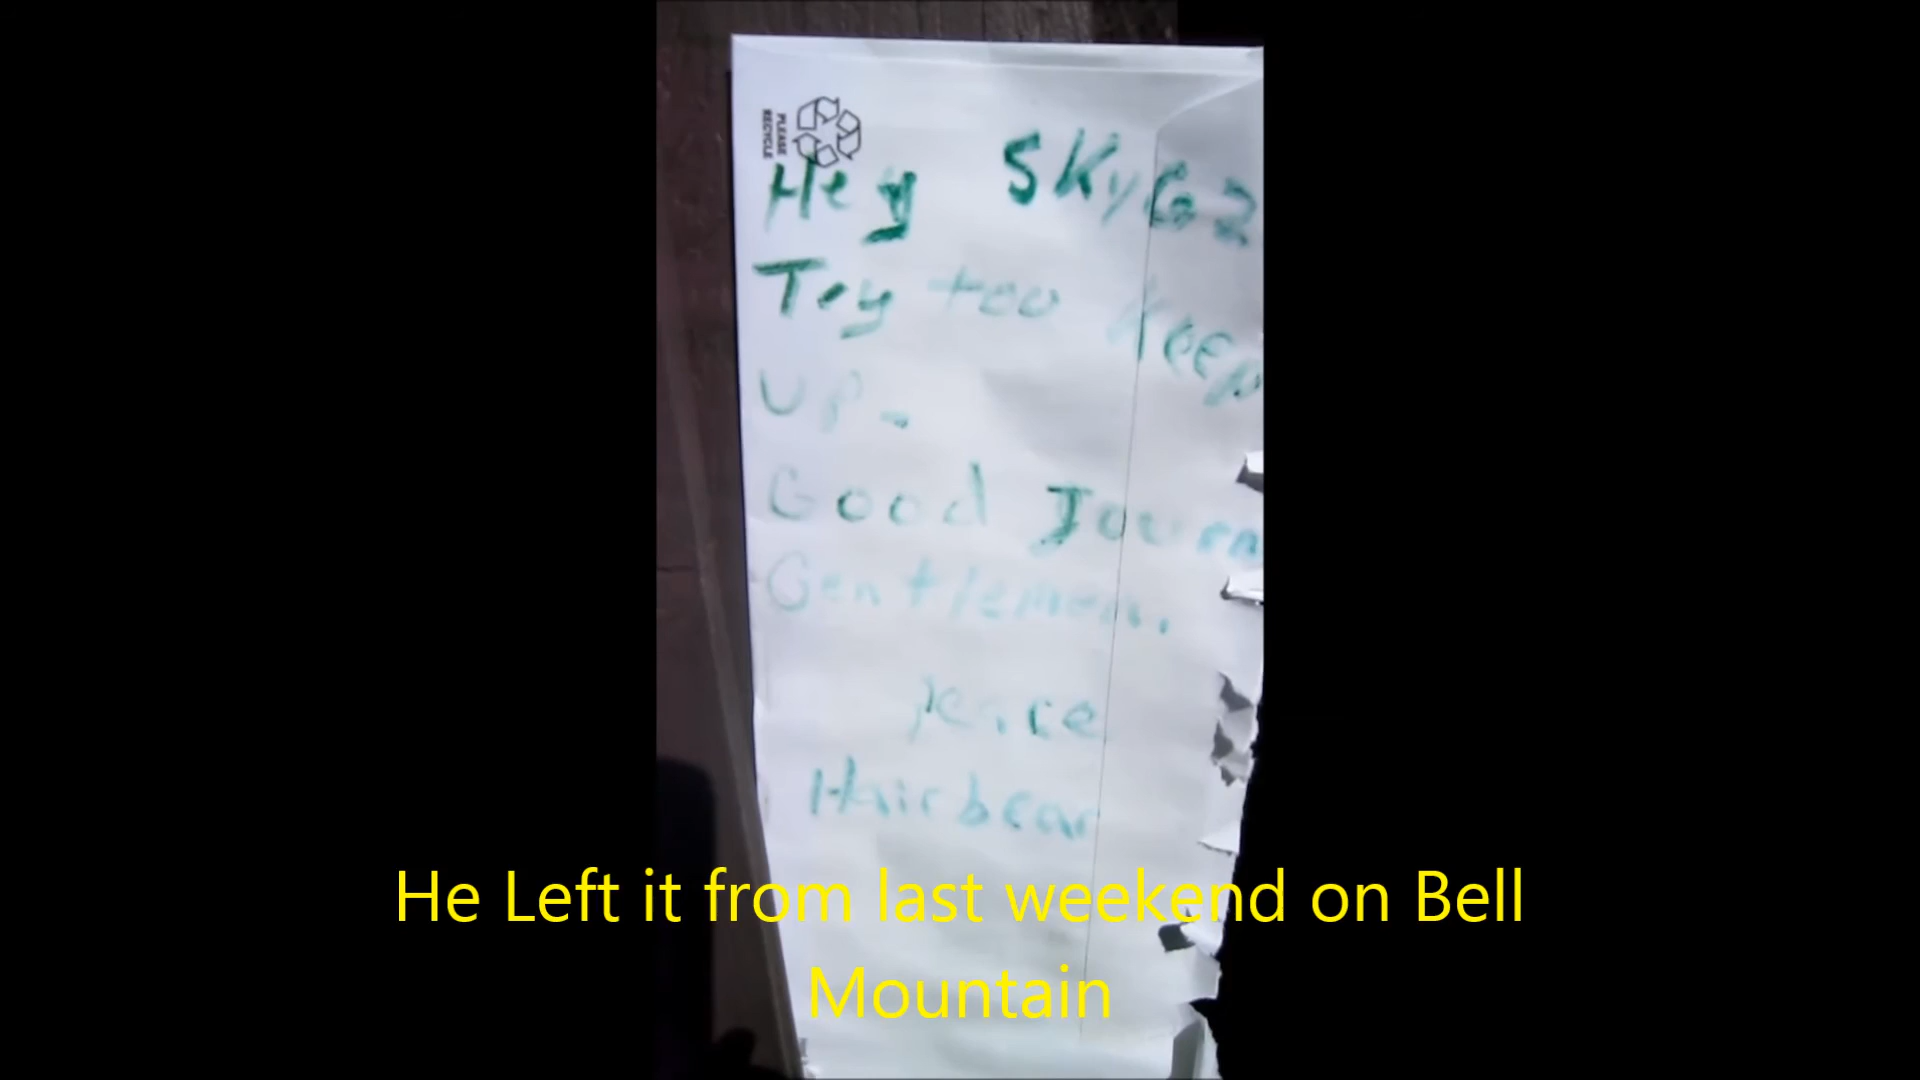 PLEASE
RECYCLE
Hey SKyG2
Try too Keep
UP.
Good Journ
Gentlemen.
peace
Hairbear
He Left it from last weekend on Bell
Mountain